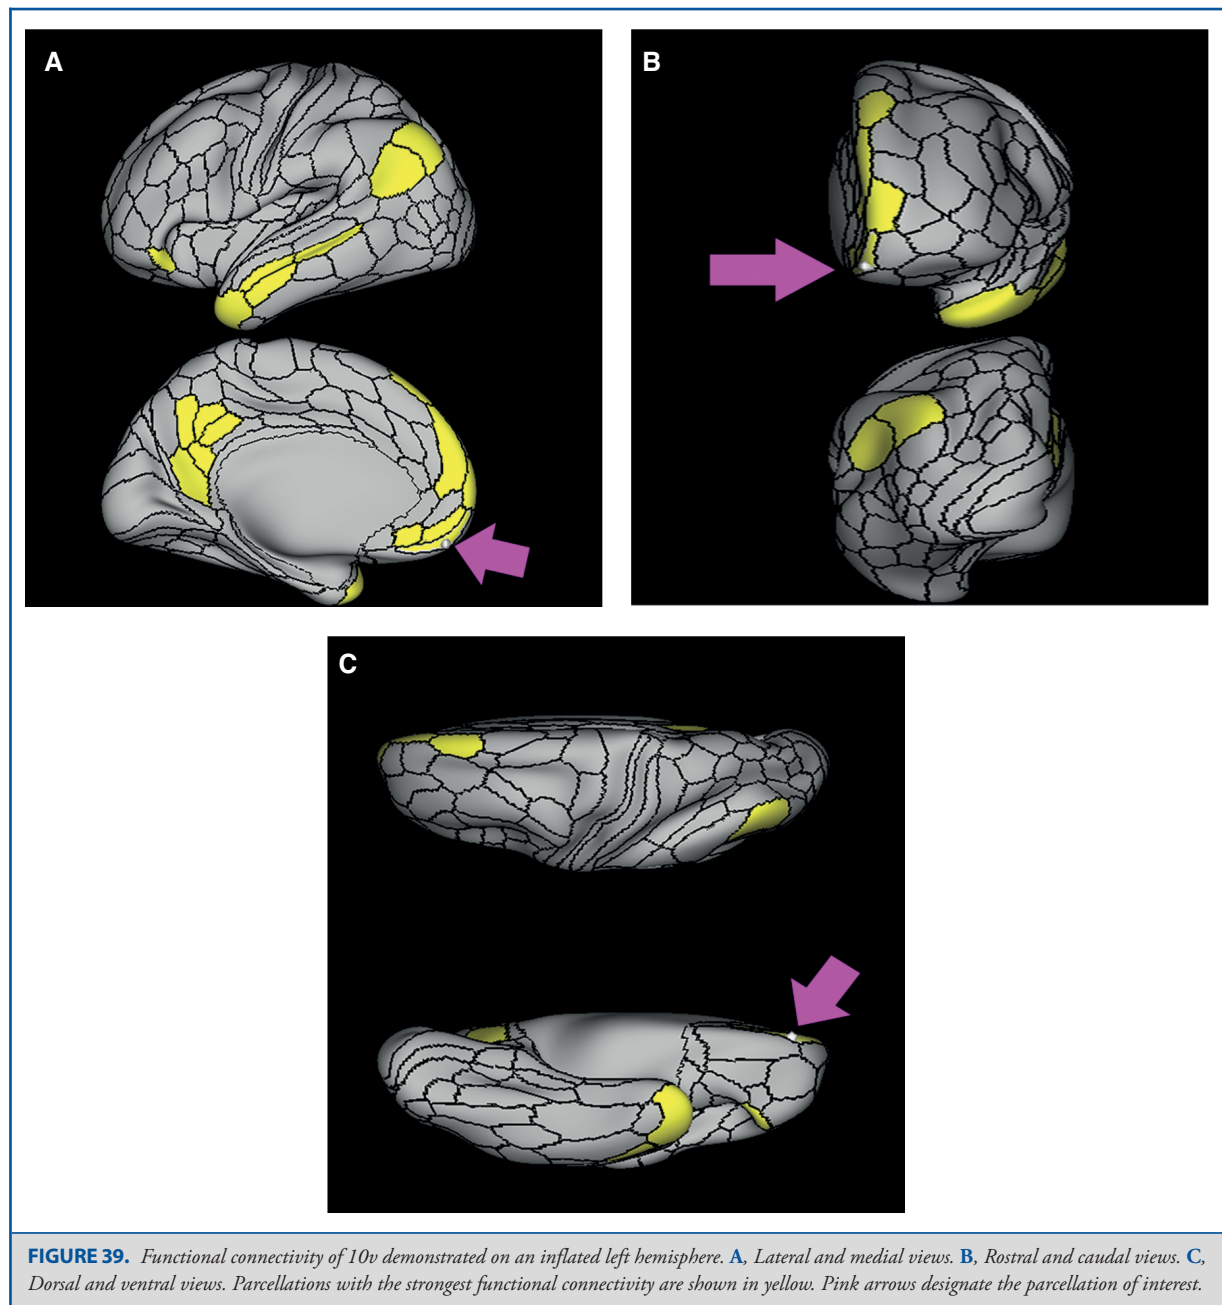 A
B
C
FIGURE 39. Functional connectivity of 10v demonstrated on an inflated left hemisphere. A, Lateral and medial views. B, Rostral and caudal views. C,
Dorsal and ventral views. Parcellations with the strongest functional connectivity are shown in yellow. Pink arrows designate the parcellation of interest.